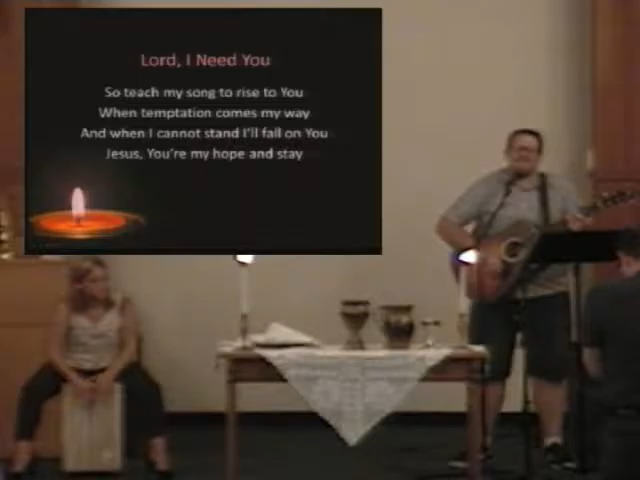 Lord, I Need You
So teach my song to rise to You
When temptation comes my way
And when I cannot stand I'll fall on You
Jesus, You're my hope and stay